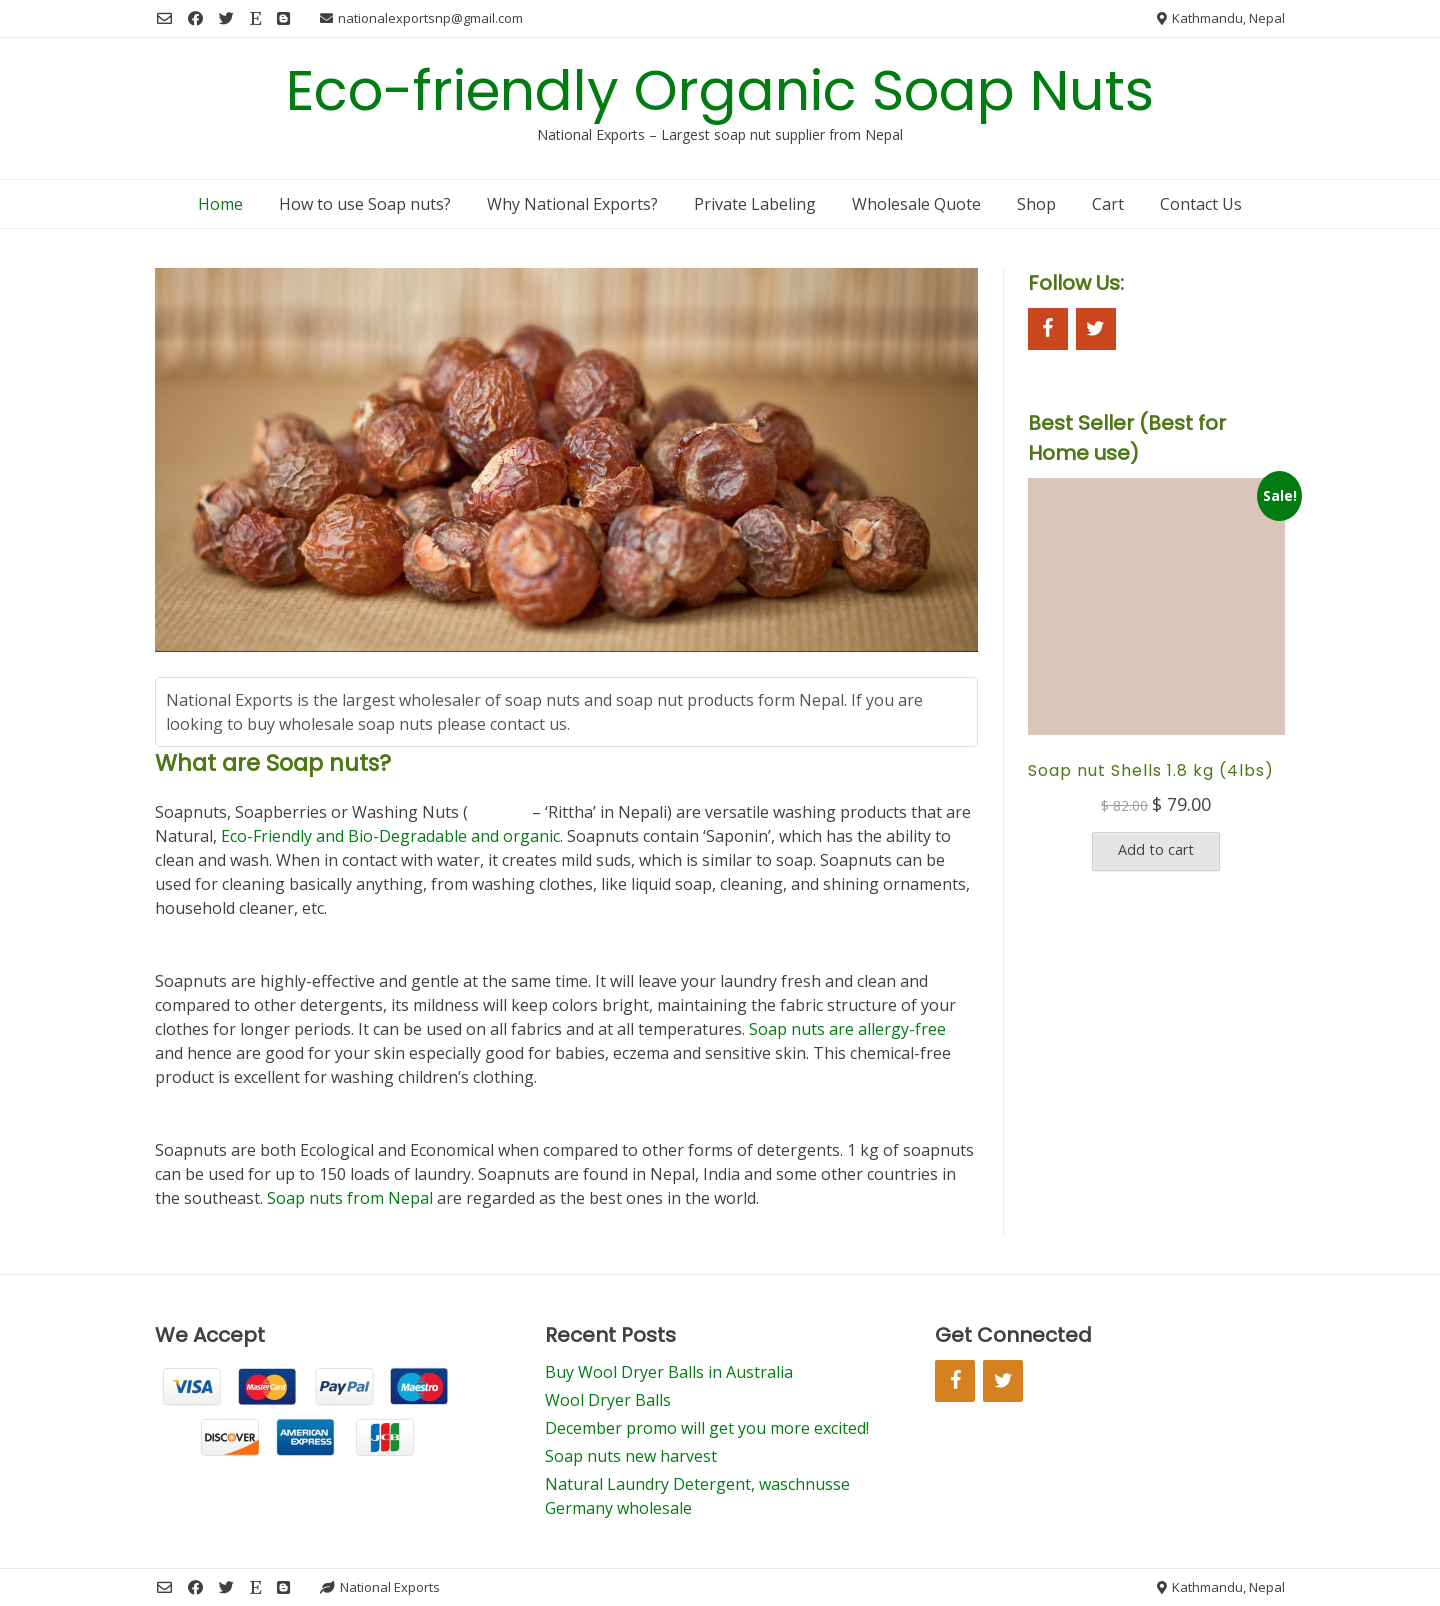 nationalexportsnp@gmail.com
Kathmandu, Nepal
Eco-friendly Organic Soap Nuts
National Exports – Largest soap nut supplier from Nepal
Home How to use Soap nuts? Why National Exports? Private Labeling Wholesale Quote Shop Cart Contact Us
National Exports is the largest wholesaler of soap nuts and soap nut products form Nepal. If you are
looking to buy wholesale soap nuts please contact us.
What are Soap nuts?
Soapnuts, Soapberries or Washing Nuts ( – ‘Rittha’ in Nepali) are versatile washing products that are
Natural, Eco-Friendly and Bio-Degradable and organic. Soapnuts contain ‘Saponin’, which has the ability to
clean and wash. When in contact with water, it creates mild suds, which is similar to soap. Soapnuts can be
used for cleaning basically anything, from washing clothes, like liquid soap, cleaning, and shining ornaments,
household cleaner, etc.
Soapnuts are highly-effective and gentle at the same time. It will leave your laundry fresh and clean and
compared to other detergents, its mildness will keep colors bright, maintaining the fabric structure of your
clothes for longer periods. It can be used on all fabrics and at all temperatures. Soap nuts are allergy-free
and hence are good for your skin especially good for babies, eczema and sensitive skin. This chemical-free
product is excellent for washing children’s clothing.
Soapnuts are both Ecological and Economical when compared to other forms of detergents. 1 kg of soapnuts
can be used for up to 150 loads of laundry. Soapnuts are found in Nepal, India and some other countries in
the southeast. Soap nuts from Nepal are regarded as the best ones in the world.
Follow Us:
Best Seller (Best for
Home use)
Sale!
Soap nut Shells 1.8 kg (4lbs)
$ 82.00 $ 79.00
Add to cart
We Accept
VISA MasterCard PayPal Maestro
DISCOVER AMERICAN EXPRESS JCB
Recent Posts
Buy Wool Dryer Balls in Australia
Wool Dryer Balls
December promo will get you more excited!
Soap nuts new harvest
Natural Laundry Detergent, waschnusse
Germany wholesale
Get Connected
National Exports
Kathmandu, Nepal